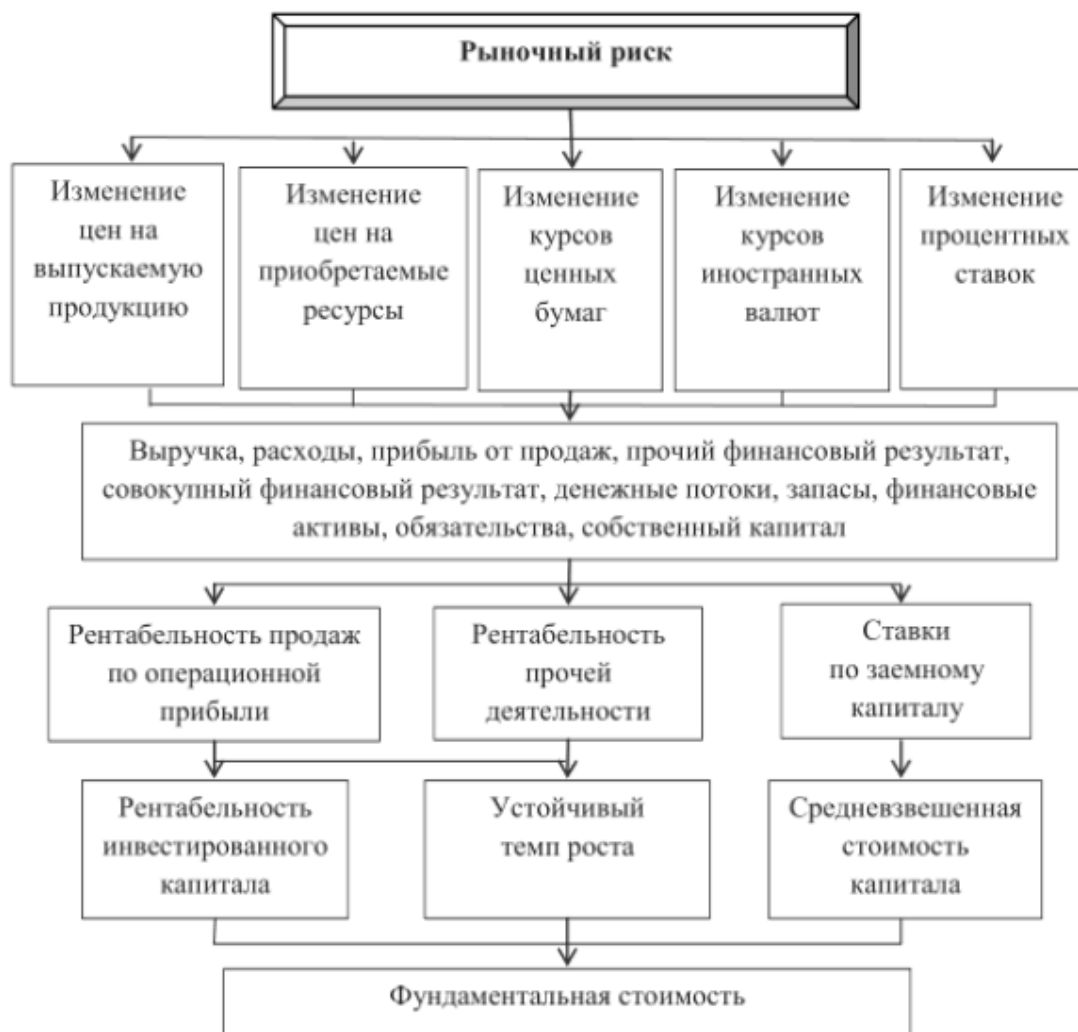 Рыночный риск
Изменение
цен на
выпускаемую
продукцию
Изменение
цен на
приобретаемые
ресурсы
Изменение
курсов
ценных
бумаг
Изменение
курсов
иностранных
валют
Изменение
процентных
ставок
Выручка, расходы, прибыль от продаж, прочий финансовый результат,
совокупный финансовый результат, денежные потоки, запасы, финансовые
активы, обязательства, собственный капитал
Рентабельность продаж
по операционной
прибыли
Рентабельность
прочей
деятельности
Ставки
по заемному
капиталу
Рентабельность
инвестированного
капитала
Устойчивый
темп роста
Средневзвешенная
стоимость
капитала
Фундаментальная стоимость